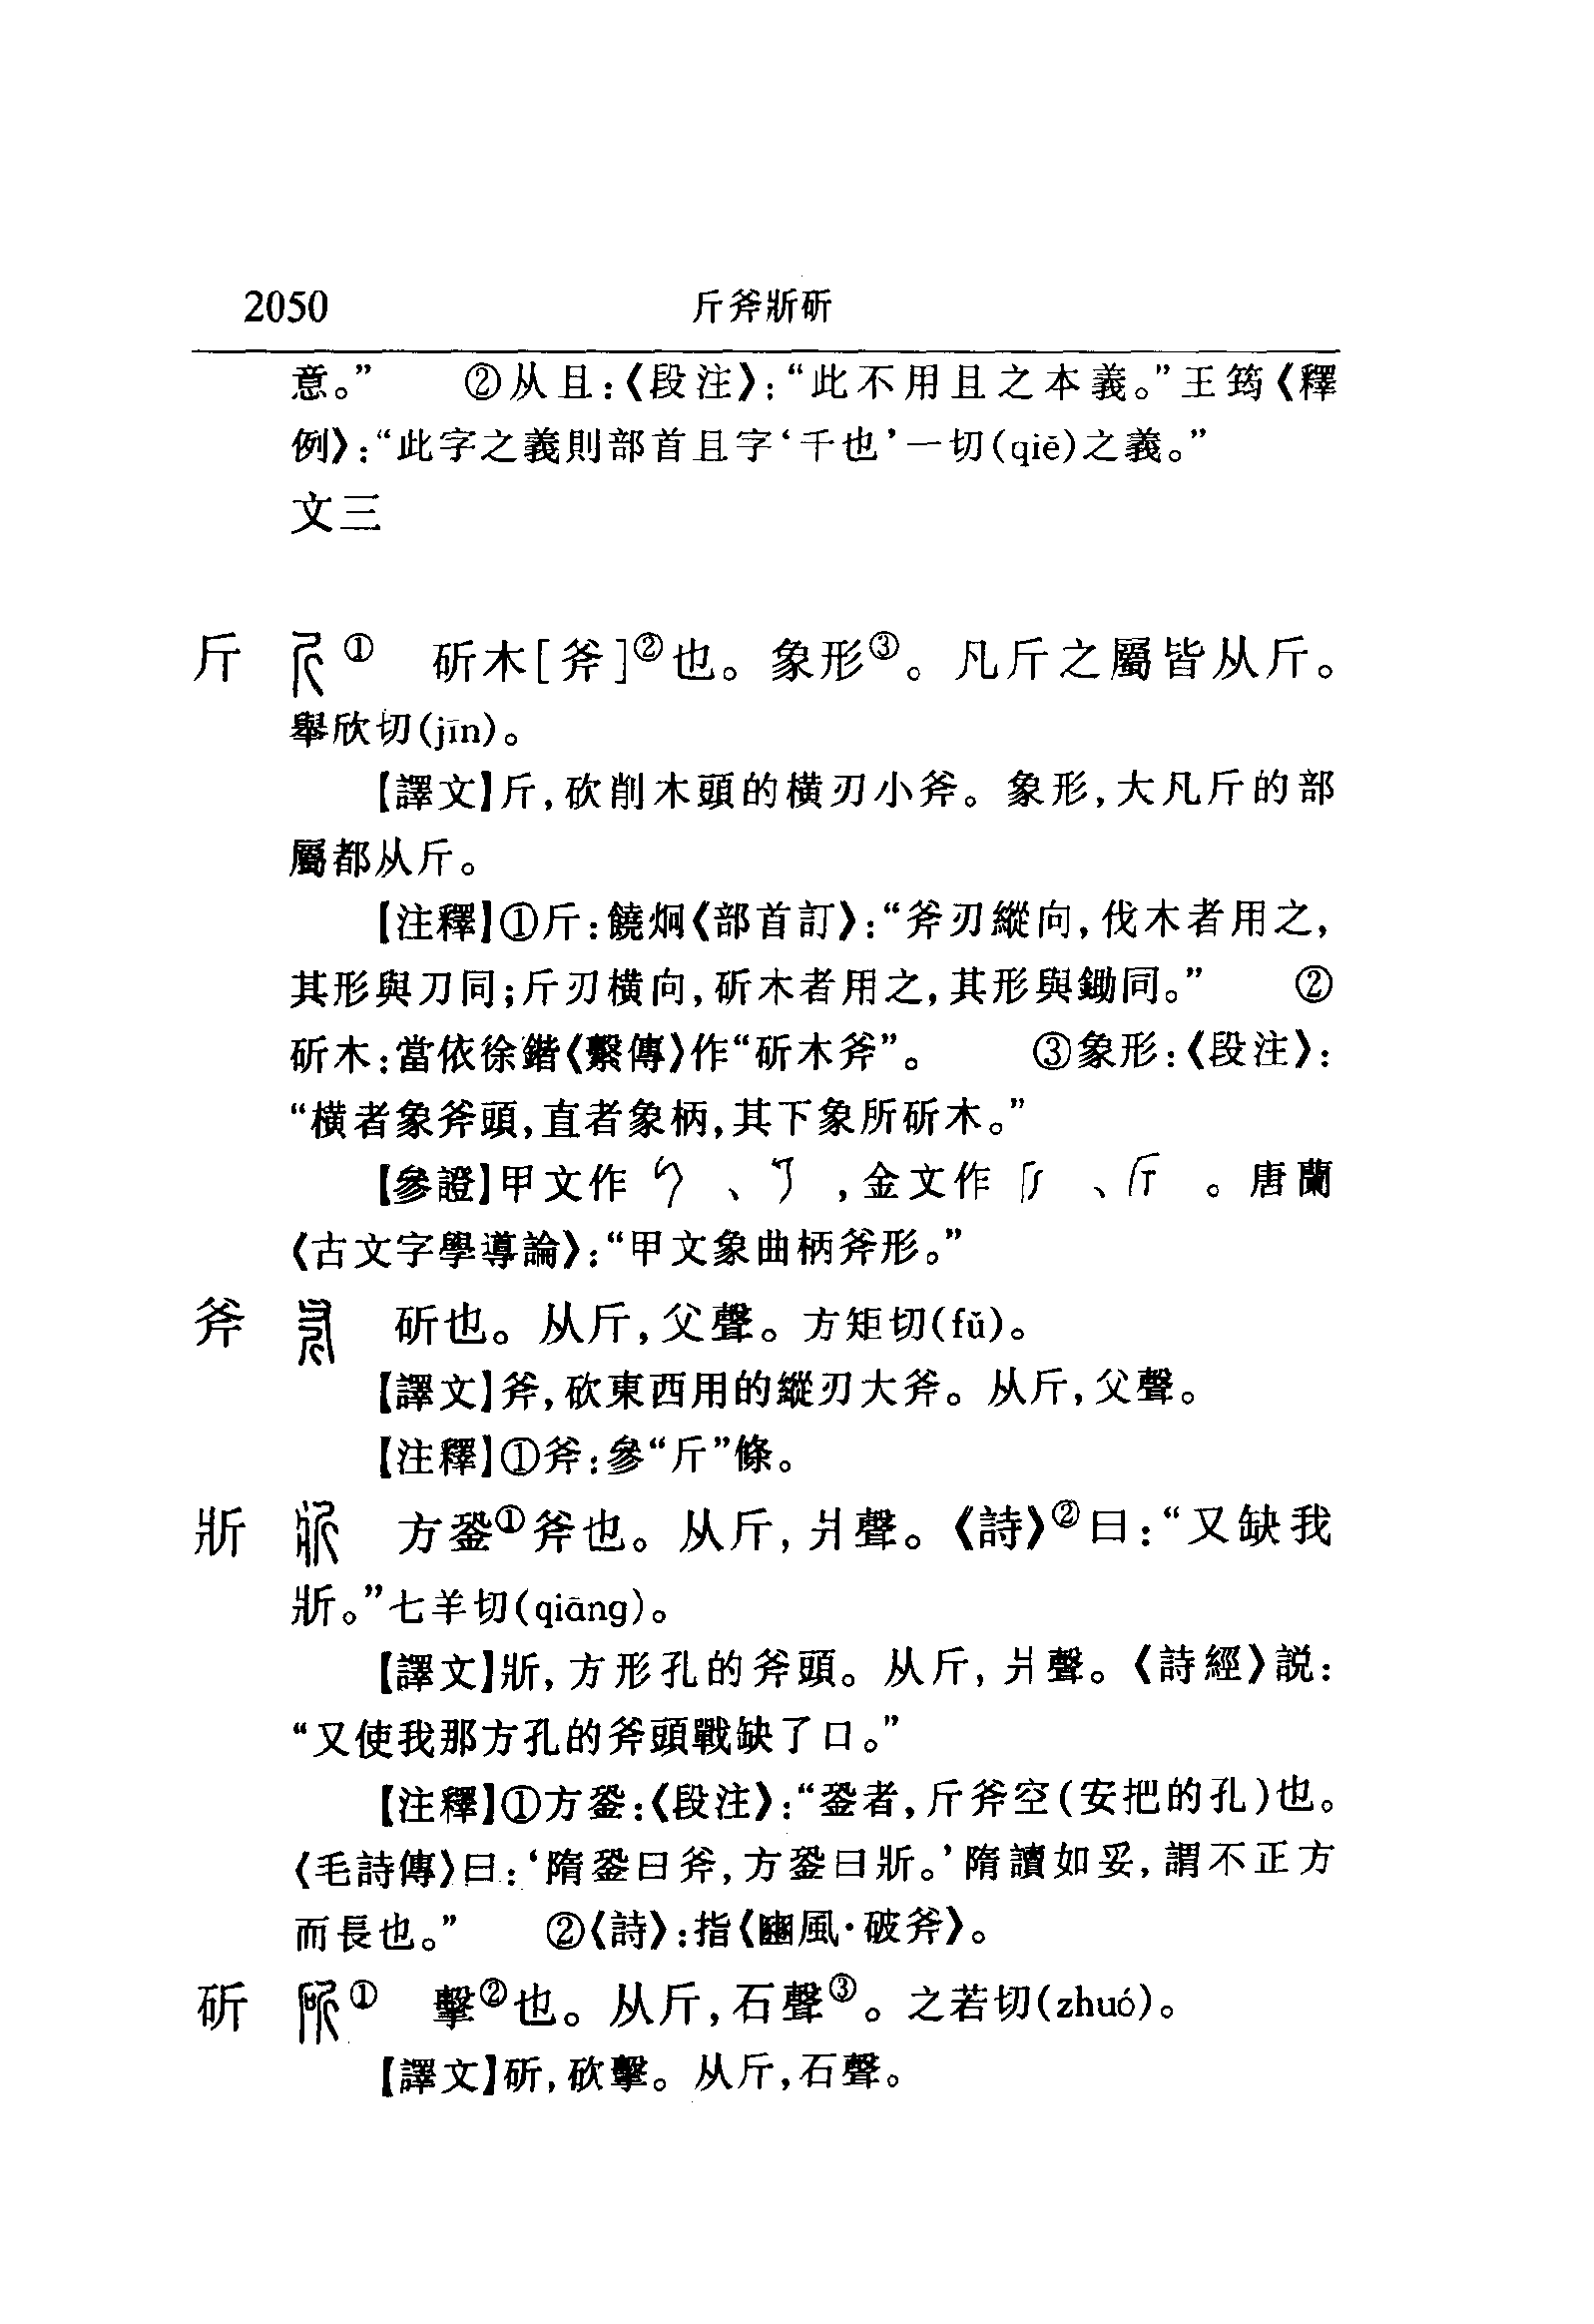 2050 斤斧斨斫
意。” ②从且:《段注》:“此不用且之本義。”王筠《釋
例》:“此字之義則部首且字‘千也’一切(qiē)之義。”
文三
斤 ① 斫木[斧]②也。象形③。凡斤之屬皆从斤。
舉欣切(jīn)。
【譯文】斤,砍削木頭的橫刃小斧。象形,大凡斤的部
屬都从斤。
【注釋】①斤:饒炯《部首訂》:“斧刃縱向,伐木者用之,
其形與刀同;斤刃橫向,斫木者用之,其形與鋤同。” ②
斫木:當依徐鍇《繫傳》作“斫木斧”。 ③象形:《段注》:
“橫者象斧頭,直者象柄,其下象所斫木。”
【參證】甲文作 、 ,金文作 、 。唐蘭
《古文字學導論》:“甲文象曲柄斧形。”
斧 斫也。从斤,父聲。方矩切(fǔ)。
【譯文】斧,砍東西用的縱刃大斧。从斤,父聲。
【注釋】①斧:參“斤”條。
斨 方銎①斧也。从斤,爿聲。《詩》②曰:“又缺我
斨。”七羊切(qiāng)。
【譯文】斨,方形孔的斧頭。从斤,爿聲。《詩經》説:
“又使我那方孔的斧頭戰缺了口。”
【注釋】①方銎:《段注》:“銎者,斤斧空(安把的孔)也。
《毛詩傳》曰:‘隋銎曰斧,方銎曰斨。’隋讀如妥,謂不正方
而長也。” ②《詩》:指《豳風·破斧》。
斫 ① 擊②也。从斤,石聲③。之若切(zhuó)。
【譯文】斫,砍擊。从斤,石聲。